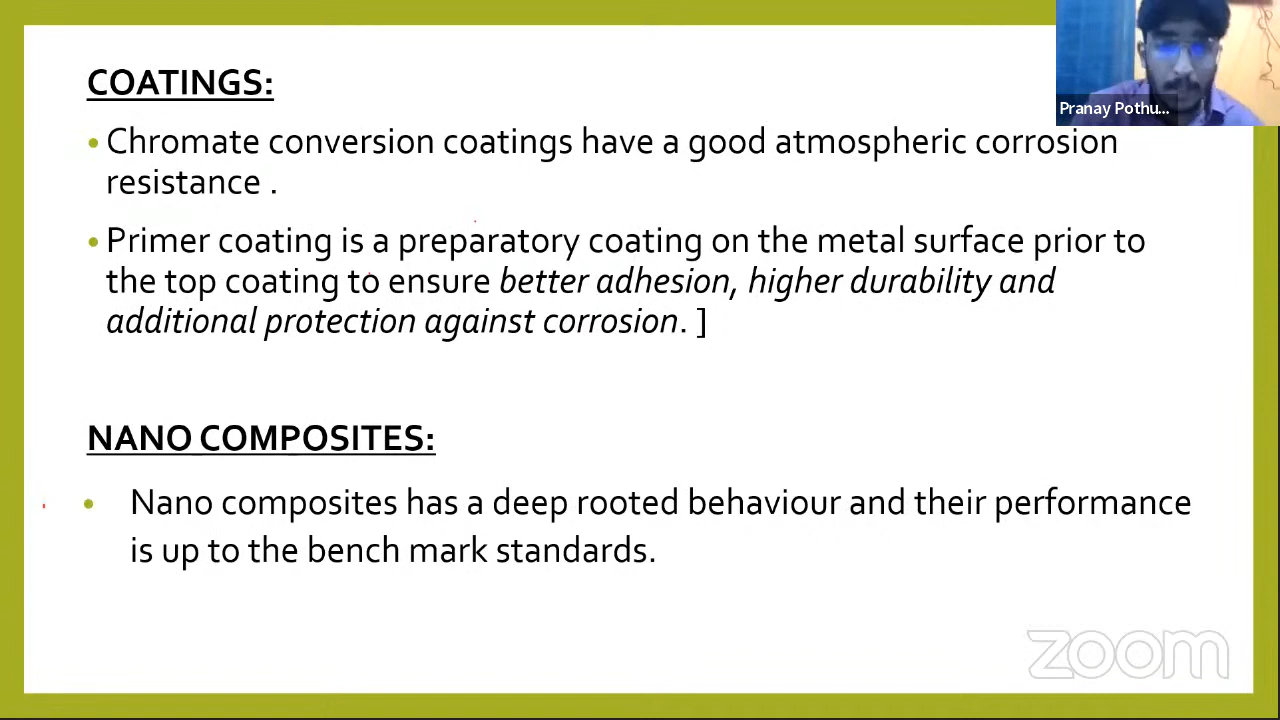 COATINGS:
Pranay Pothu...
•Chromate conversion coatings have a good atmospheric corrosion
resistance .
•Primer coating is a preparatory coating on the metal surface prior to
the top coating to ensure better adhesion, higher durability and
additional protection against corrosion. ]
NANO COMPOSITES:
• Nano composites has a deep rooted behaviour and their performance
is up to the bench mark standards.
zoom